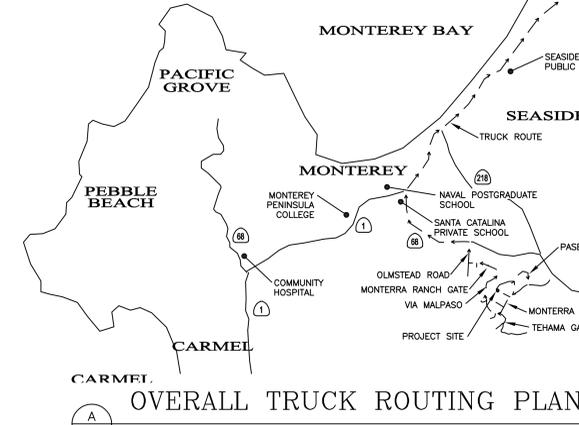 MONTEREY BAY
SEASIDE
PUBLIC
PACIFIC
GROVE
SEASIDE
TRUCK ROUTE
MONTEREY
218
PEBBLE
BEACH
MONTEREY
PENINSULA
COLLEGE
NAVAL POSTGRADUATE
SCHOOL
1
SANTA CATALINA
PRIVATE SCHOOL
68
68
PASE
OLMSTEAD ROAD
COMMUNITY
HOSPITAL
MONTERRA RANCH GATE
VIA MALPASO
1
MONTERRA
TEHAMA GA
PROJECT SITE
CARMEL
CARMEL
A
OVERALL TRUCK ROUTING PLAN